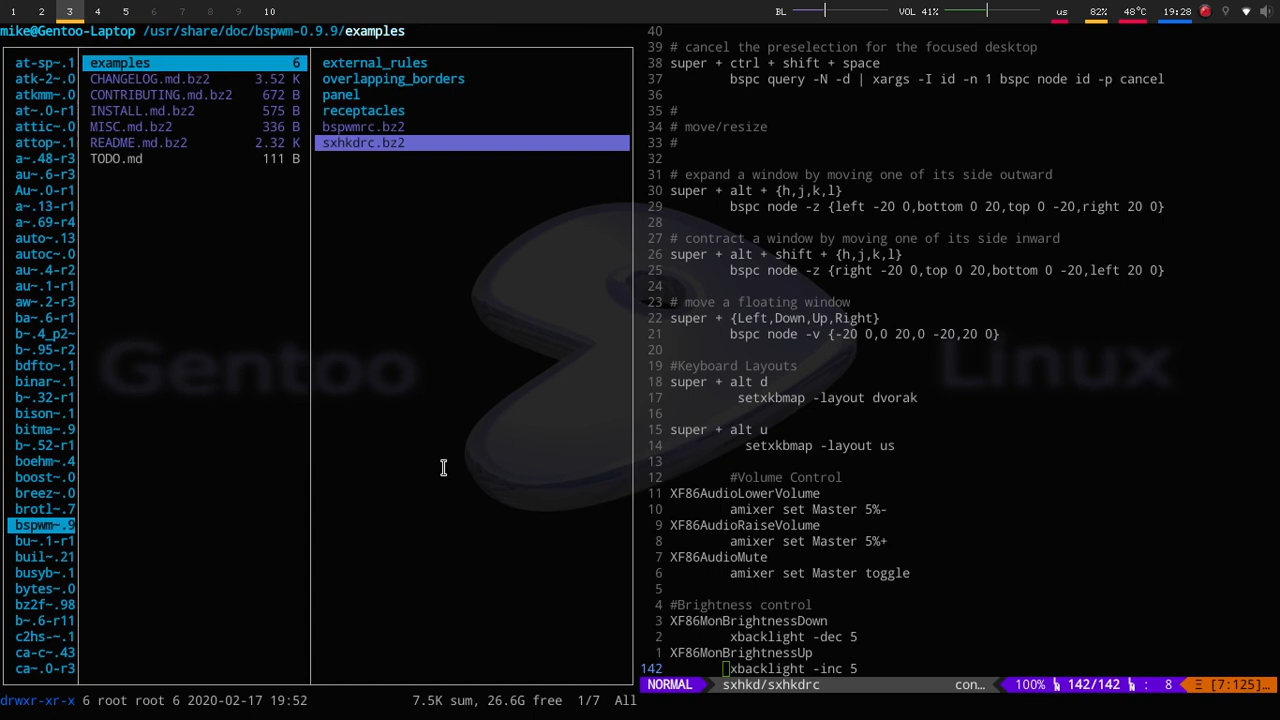 1 2 3 4 5 6 7 8 9 10 BL VOL 41% us 82% 48°C 19:28
mike@Gentoo-Laptop /usr/share/doc/bspwm-0.9.9/examples
at-sp~.1
atk-2~.0
atkmm~.0
at~.0-r1
attic~.0
attop~.1
a~.48-r3
au~.6-r3
Au~.0-r1
a~.13-r1
a~.69-r4
auto~.13
autoc~.0
au~.4-r2
au~.1-r1
aw~.2-r3
ba~.6-r1
b~.4_p2~
b~.95-r2
bdfto~.1
binar~.1
b~.32-r1
bison~.1
bitma~.9
b~.52-r1
boehm~.4
boost~.0
breez~.0
brotl~.7
bspwm~.9
bu~.1-r1
buil~.21
busyb~.1
bytes~.0
bz2f~.98
b~.6-r11
c2hs-~.1
ca-c~.43
ca~.0-r3
examples 6
CHANGELOG.md.bz2 3.52 K
CONTRIBUTING.md.bz2 672 B
INSTALL.md.bz2 575 B
MISC.md.bz2 336 B
README.md.bz2 2.32 K
TODO.md 111 B
external_rules
overlapping_borders
panel
receptacles
bspwmrc.bz2
sxhkdrc.bz2
drwxr-xr-x 6 root root 6 2020-02-17 19:52 7.5K sum, 26.6G free 1/7 All
Gentoo Linux
40
39 # cancel the preselection for the focused desktop
38 super + ctrl + shift + space
37 bspc query -N -d | xargs -I id -n 1 bspc node id -p cancel
36
35 #
34 # move/resize
33 #
32
31 # expand a window by moving one of its side outward
30 super + alt + {h,j,k,l}
29 bspc node -z {left -20 0,bottom 0 20,top 0 -20,right 20 0}
28
27 # contract a window by moving one of its side inward
26 super + alt + shift + {h,j,k,l}
25 bspc node -z {right -20 0,top 0 20,bottom 0 -20,left 20 0}
24
23 # move a floating window
22 super + {Left,Down,Up,Right}
21 bspc node -v {-20 0,0 20,0 -20,20 0}
20
19 #Keyboard Layouts
18 super + alt d
17 setxkbmap -layout dvorak
16
15 super + alt u
14 setxkbmap -layout us
13
12 #Volume Control
11 XF86AudioLowerVolume
10 amixer set Master 5%-
9 XF86AudioRaiseVolume
8 amixer set Master 5%+
7 XF86AudioMute
6 amixer set Master toggle
5
4 #Brightness control
3 XF86MonBrightnessDown
2 xbacklight -dec 5
1 XF86MonBrightnessUp
142 xbacklight -inc 5
NORMAL sxhkd/sxhkdrc con… 100% 142/142 : 8 Ξ [7:125]…